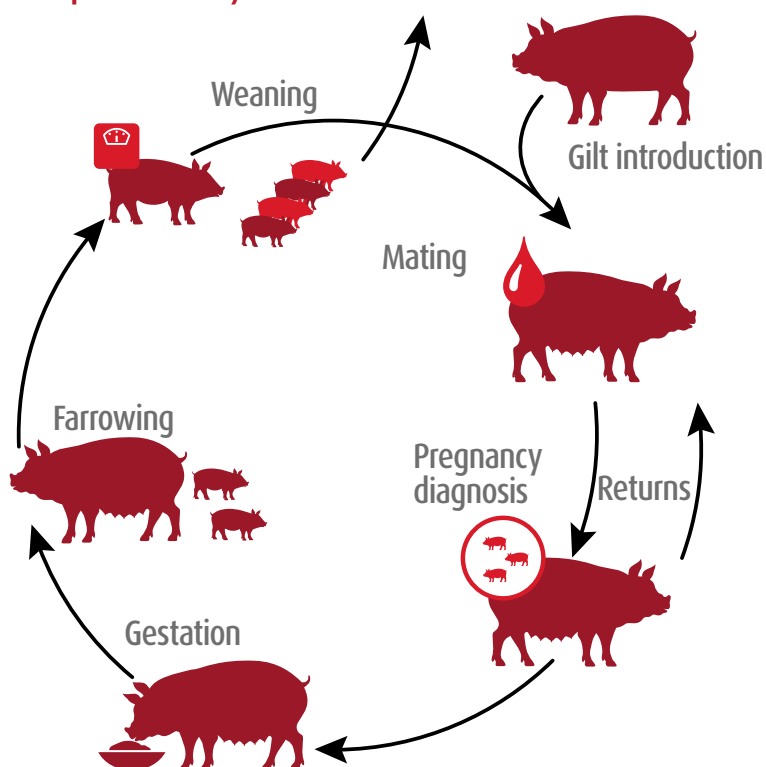 Weaning
Gilt introduction
Mating
Farrowing
Pregnancy
diagnosis
Returns
Gestation